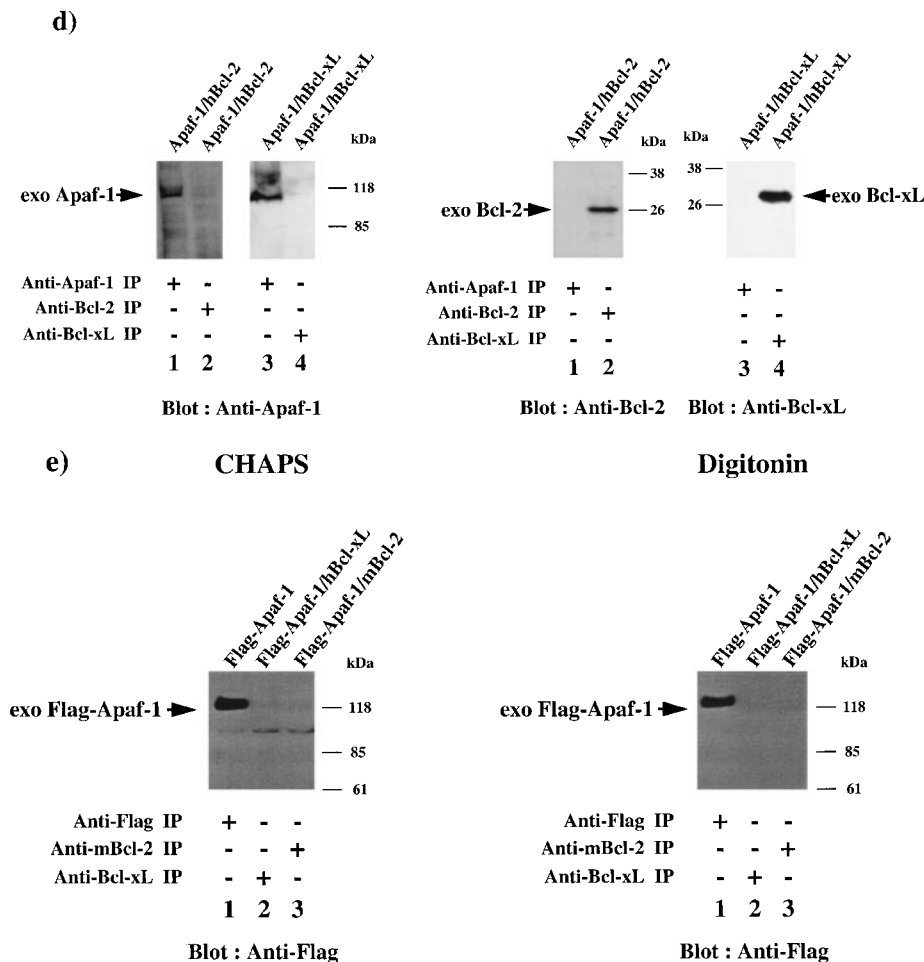 d)
Apaf-1/hBcl-2
Apaf-1/hBcl-2
Apaf-1/hBcl-xL
Apaf-1/hBcl-xL
kDa
exo Apaf-1
118
85
Anti-Apaf-1 IP + - + -
Anti-Bcl-2 IP - + - -
Anti-Bcl-xL IP - - - +
1 2 3 4
Blot : Anti-Apaf-1
Apaf-1/hBcl-2
Apaf-1/hBcl-2
kDa
38
26
exo Bcl-2
Apaf-1/hBcl-xL
Apaf-1/hBcl-xL
kDa
38
26
exo Bcl-xL
Anti-Apaf-1 IP + - + -
Anti-Bcl-2 IP - + - -
Anti-Bcl-xL IP - - - +
1 2 3 4
Blot : Anti-Bcl-2
Blot : Anti-Bcl-xL
e)
CHAPS
Flag-Apaf-1
Flag-Apaf-1/hBcl-xL
Flag-Apaf-1/mBcl-2
kDa
exo Flag-Apaf-1
118
85
61
Anti-Flag IP + - -
Anti-mBcl-2 IP - - +
Anti-Bcl-xL IP - + -
1 2 3
Blot : Anti-Flag
Digitonin
Flag-Apaf-1
Flag-Apaf-1/hBcl-xL
Flag-Apaf-1/mBcl-2
kDa
exo Flag-Apaf-1
118
85
61
Anti-Flag IP + - -
Anti-mBcl-2 IP - - +
Anti-Bcl-xL IP - + -
1 2 3
Blot : Anti-Flag